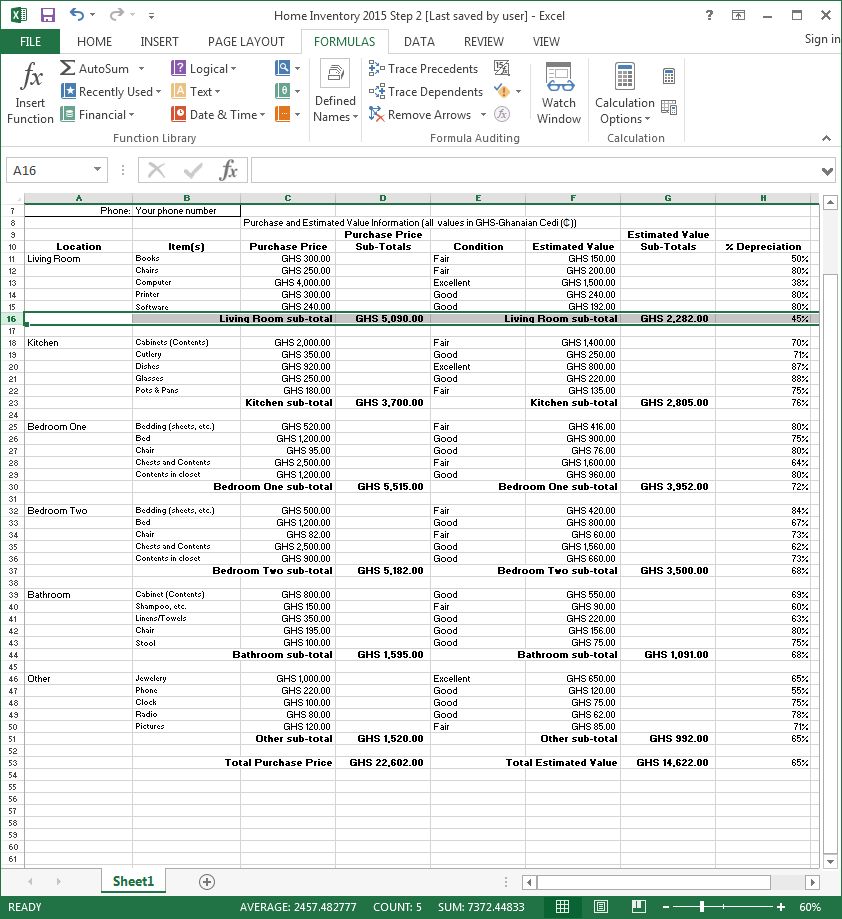 Home Inventory 2015 Step 2 [Last saved by user] - Excel
FILE HOME INSERT PAGE LAYOUT FORMULAS DATA REVIEW VIEW Sign in
fx Insert Function
AutoSum
Recently Used
Financial
Logical
Text
Date & Time
Function Library
Defined Names
Trace Precedents
Trace Dependents
Remove Arrows
Formula Auditing
Watch Window
Calculation Options
Calculation
A16 fx
A B C D E F G H
7 Phone: Your phone number
8 Purchase and Estimated Value Information (all values in GHS-Ghanaian Cedi (₵))
9 Purchase Price Estimated Value
10 Location Item(s) Purchase Price Sub-Totals Condition Estimated Value Sub-Totals % Depreciation
11 Living Room Books GHS 300.00 Fair GHS 150.00 50%
12 Chairs GHS 250.00 Fair GHS 200.00 80%
13 Computer GHS 4,000.00 Excellent GHS 1,500.00 38%
14 Printer GHS 300.00 Good GHS 240.00 80%
15 Software GHS 240.00 Good GHS 192.00 80%
16 Living Room sub-total GHS 5,090.00 Living Room sub-total GHS 2,282.00 45%
17
18 Kitchen Cabinets (Contents) GHS 2,000.00 Fair GHS 1,400.00 70%
19 Cutlery GHS 350.00 Good GHS 250.00 71%
20 Dishes GHS 920.00 Excellent GHS 800.00 87%
21 Glasses GHS 250.00 Good GHS 220.00 88%
22 Pots & Pans GHS 180.00 Fair GHS 135.00 75%
23 Kitchen sub-total GHS 3,700.00 Kitchen sub-total GHS 2,805.00 76%
24
25 Bedroom One Bedding (sheets, etc.) GHS 520.00 Fair GHS 416.00 80%
26 Bed GHS 1,200.00 Good GHS 900.00 75%
27 Chair GHS 95.00 Good GHS 76.00 80%
28 Chests and Contents GHS 2,500.00 Fair GHS 1,600.00 64%
29 Contents in closet GHS 1,200.00 Good GHS 960.00 80%
30 Bedroom One sub-total GHS 5,515.00 Bedroom One sub-total GHS 3,952.00 72%
31
32 Bedroom Two Bedding (sheets, etc.) GHS 500.00 Fair GHS 420.00 84%
33 Bed GHS 1,200.00 Good GHS 800.00 67%
34 Chair GHS 82.00 Fair GHS 60.00 73%
35 Chests and Contents GHS 2,500.00 Good GHS 1,560.00 62%
36 Contents in closet GHS 900.00 Good GHS 660.00 73%
37 Bedroom Two sub-total GHS 5,182.00 Bedroom Two sub-total GHS 3,500.00 68%
38
39 Bathroom Cabinet (Contents) GHS 800.00 Good GHS 550.00 69%
40 Shampoo, etc. GHS 150.00 Fair GHS 90.00 60%
41 Linens/Towels GHS 350.00 Good GHS 220.00 63%
42 Chair GHS 195.00 Good GHS 156.00 80%
43 Stool GHS 100.00 Good GHS 75.00 75%
44 Bathroom sub-total GHS 1,595.00 Bathroom sub-total GHS 1,091.00 68%
45
46 Other Jewelery GHS 1,000.00 Excellent GHS 650.00 65%
47 Phone GHS 220.00 Good GHS 120.00 55%
48 Clock GHS 100.00 Good GHS 75.00 75%
49 Radio GHS 80.00 Good GHS 62.00 78%
50 Pictures GHS 120.00 Fair GHS 85.00 71%
51 Other sub-total GHS 1,520.00 Other sub-total GHS 992.00 65%
52
53 Total Purchase Price GHS 22,602.00 Total Estimated Value GHS 14,622.00 65%
54
55
56
57
58
59
60
61
Sheet1
READY AVERAGE: 2457.482777 COUNT: 5 SUM: 7372.44833 60%